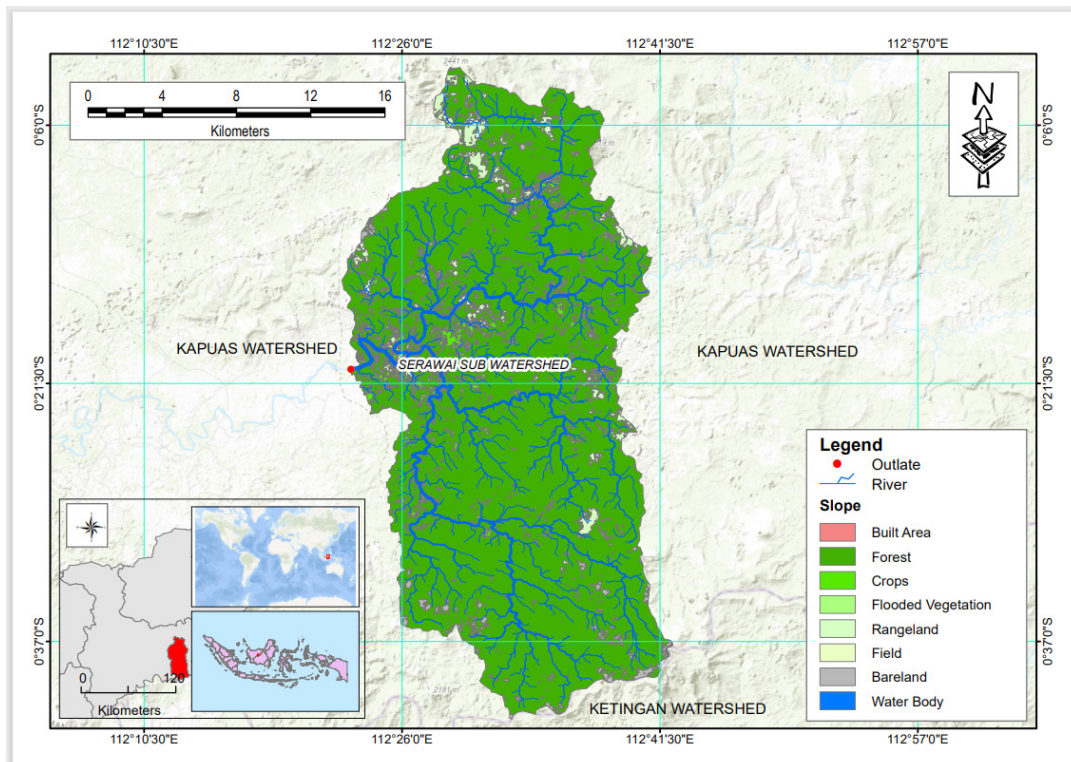 112°10'30"E 112°26'0"E 112°41'30"E 112°57'0"E
2441 m
0 4 8 12 16
Kilometers
N
0°6'0"S 0°6'0"S
KAPUAS WATERSHED
SERAWAI SUB WATERSHED
KAPUAS WATERSHED
0°21'30"S 0°21'30"S
Legend
Outlate
River
Slope
Built Area
Forest
Crops
Flooded Vegetation
Rangeland
Field
Bareland
Water Body
0°37'0"S 0°37'0"S
0 120
Kilometers
2181 m
KETINGAN WATERSHED
112°10'30"E 112°26'0"E 112°41'30"E 112°57'0"E